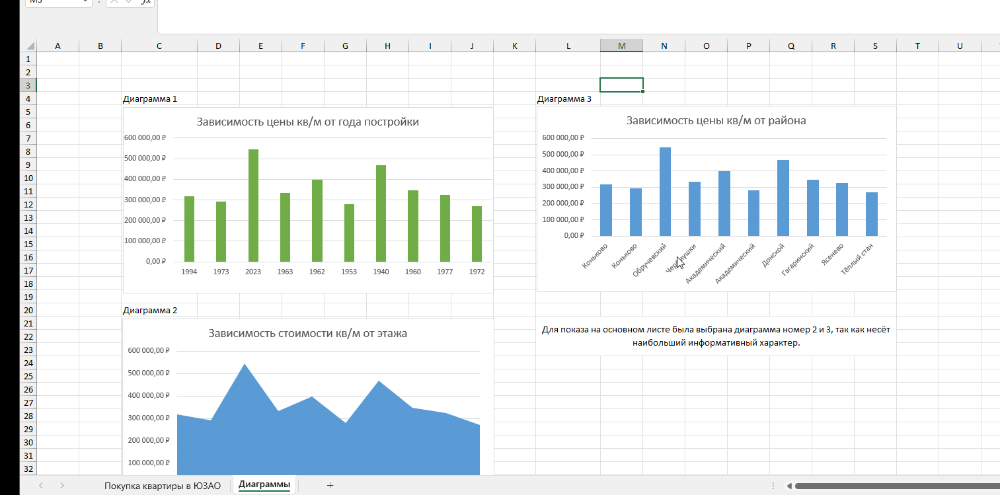 fx
A B C D E F G H I J K L M N O P Q R S T U
1
2
3
4
5
6
7
8
9
10
11
12
13
14
15
16
17
18
19
20
21
22
23
24
25
26
27
28
29
30
31
32
Диаграмма 1
Зависимость цены кв/м от года постройки
600 000,00 ₽
500 000,00 ₽
400 000,00 ₽
300 000,00 ₽
200 000,00 ₽
100 000,00 ₽
0,00 ₽
1994 1973 2023 1963 1962 1953 1940 1960 1977 1972
Диаграмма 3
Зависимость цены кв/м от района
600 000,00 ₽
500 000,00 ₽
400 000,00 ₽
300 000,00 ₽
200 000,00 ₽
100 000,00 ₽
0,00 ₽
Коньково
Коньково
Обручевский
Академический
Академический
Донской
Гагаринский
Ясенево
Тёплый стан
Диаграмма 2
Зависимость стоимости кв/м от этажа
600 000,00 ₽
500 000,00 ₽
400 000,00 ₽
300 000,00 ₽
200 000,00 ₽
100 000,00 ₽
Для показа на основном листе была выбрана диаграмма номер 2 и 3, так как несёт
наибольший информативный характер.
Покупка квартиры в ЮЗАО Диаграммы +